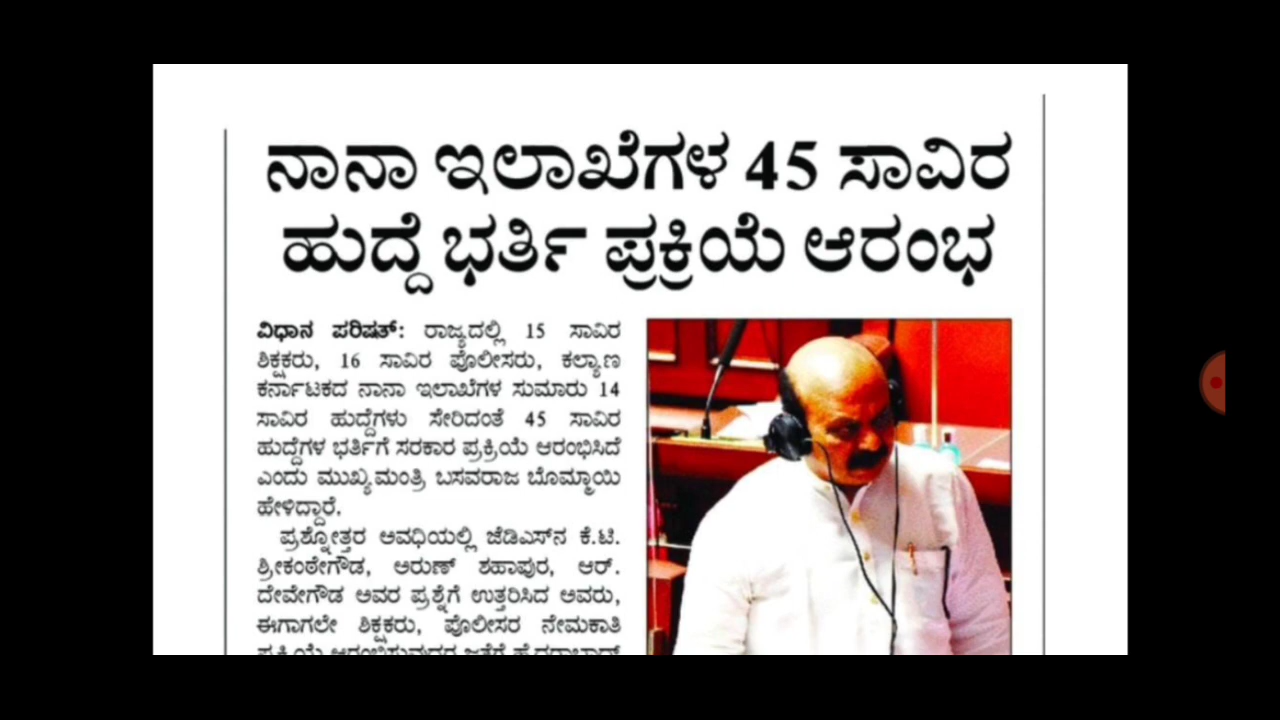 ನಾನಾ ಇಲಾಖೆಗಳ 45 ಸಾವಿರ
ಹುದ್ದೆ ಭರ್ತಿ ಪ್ರಕ್ರಿಯೆ ಆರಂಭ
ವಿಧಾನ ಪರಿಷತ್: ರಾಜ್ಯದಲ್ಲಿ 15 ಸಾವಿರ
ಶಿಕ್ಷಕರು, 16 ಸಾವಿರ ಪೊಲೀಸರು, ಕಲ್ಯಾಣ
ಕರ್ನಾಟಕದ ನಾನಾ ಇಲಾಖೆಗಳ ಸುಮಾರು 14
ಸಾವಿರ ಹುದ್ದೆಗಳು ಸೇರಿದಂತೆ 45 ಸಾವಿರ
ಹುದ್ದೆಗಳ ಭರ್ತಿಗೆ ಸರಕಾರ ಪ್ರಕ್ರಿಯೆ ಆರಂಭಿಸಿದೆ
ಎಂದು ಮುಖ್ಯಮಂತ್ರಿ ಬಸವರಾಜ ಬೊಮ್ಮಾಯಿ
ಹೇಳಿದ್ದಾರೆ.
ಪ್ರಶ್ನೋತ್ತರ ಅವಧಿಯಲ್ಲಿ ಜೆಡಿಎಸ್‌ನ ಕೆ.ಟಿ.
ಶ್ರೀಕಂಠೇಗೌಡ, ಅರುಣ್ ಶಹಾಪುರ, ಆರ್.
ದೇವೇಗೌಡ ಅವರ ಪ್ರಶ್ನೆಗೆ ಉತ್ತರಿಸಿದ ಅವರು,
ಈಗಾಗಲೇ ಶಿಕ್ಷಕರು, ಪೊಲೀಸರ ನೇಮಕಾತಿ